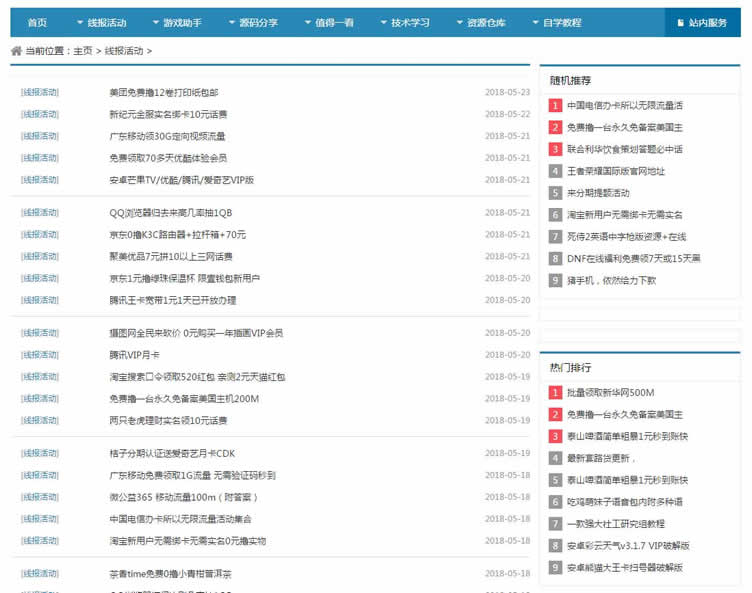 首页 线报活动 游戏助手 源码分享 值得一看 技术学习 资源仓库 自学教程 站内服务
当前位置：主页 > 线报活动 >
[线报活动] 美团免费撸12卷打印纸包邮 2018-05-23
[线报活动] 新纪元金服实名绑卡10元话费 2018-05-22
[线报活动] 广东移动领30G定向视频流量 2018-05-21
[线报活动] 免费领取70多天优酷体验会员 2018-05-21
[线报活动] 安卓芒果TV/优酷/腾讯/爱奇艺VIP版 2018-05-21
[线报活动] QQ浏览器归去来高几率抽1QB 2018-05-21
[线报活动] 京东0撸K3C路由器+拉杆箱+70元 2018-05-21
[线报活动] 聚美优品7元拼10以上三网话费 2018-05-21
[线报活动] 京东1元撸绿珠保温杯 限壹钱包新用户 2018-05-20
[线报活动] 腾讯王卡宽带1元1天已开放办理 2018-05-20
[线报活动] 摄图网全民来砍价 0元购买一年插画VIP会员 2018-05-20
[线报活动] 腾讯VIP月卡 2018-05-20
[线报活动] 淘宝搜索口令领取520红包 亲测2元天猫红包 2018-05-19
[线报活动] 免费撸一台永久免备案美国主机200M 2018-05-19
[线报活动] 两只老虎理财实名领10元话费 2018-05-19
[线报活动] 桔子分期认证送爱奇艺月卡CDK 2018-05-19
[线报活动] 广东移动免费领取1G流量 无需验证码秒到 2018-05-18
[线报活动] 微公益365 移动流量100m（附答案） 2018-05-18
[线报活动] 中国电信办卡所以无限流量活动集合 2018-05-18
[线报活动] 淘宝新用户无需绑卡无需实名0元撸实物 2018-05-18
[线报活动] 茶香time免费0撸小青柑普洱茶 2018-05-18
随机推荐
1 中国电信办卡所以无限流量活
2 免费撸一台永久免备案美国主
3 联合利华饮食策划答题必中话
4 王者荣耀国际版官网地址
5 来分期提额活动
6 淘宝新用户无需绑卡无需实名
7 死侍2英语中字枪版资源+在线
8 DNF在线福利免费领7天或15天黑
9 猪手机，依然给力下款
热门排行
1 批量领取新华网500M
2 免费撸一台永久免备案美国主
3 泰山啤酒简单粗暴1元秒到账快
4 最新套路货更新，
5 泰山啤酒简单粗暴1元秒到账快
6 吃鸡萌妹子语音包内附多种语
7 一款强大社工研究组教程
8 安卓彩云天气v3.1.7 VIP破解版
9 安卓熊猫大王卡扫号器破解版